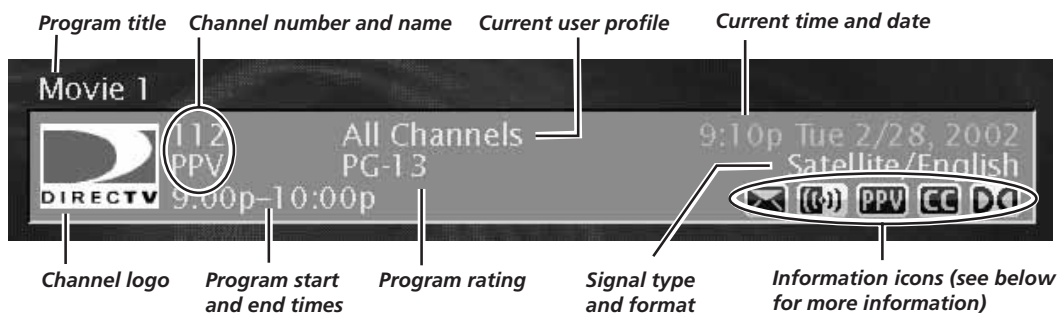 Program title Channel number and name Current user profile Current time and date
Movie 1
112 All Channels 9:10p Tue 2/28, 2002
PPV PG-13 Satellite/English
DIRECTV 9:00p–10:00p PPV CC
Channel logo Program start Program rating Signal type Information icons (see below
and end times and format for more information)